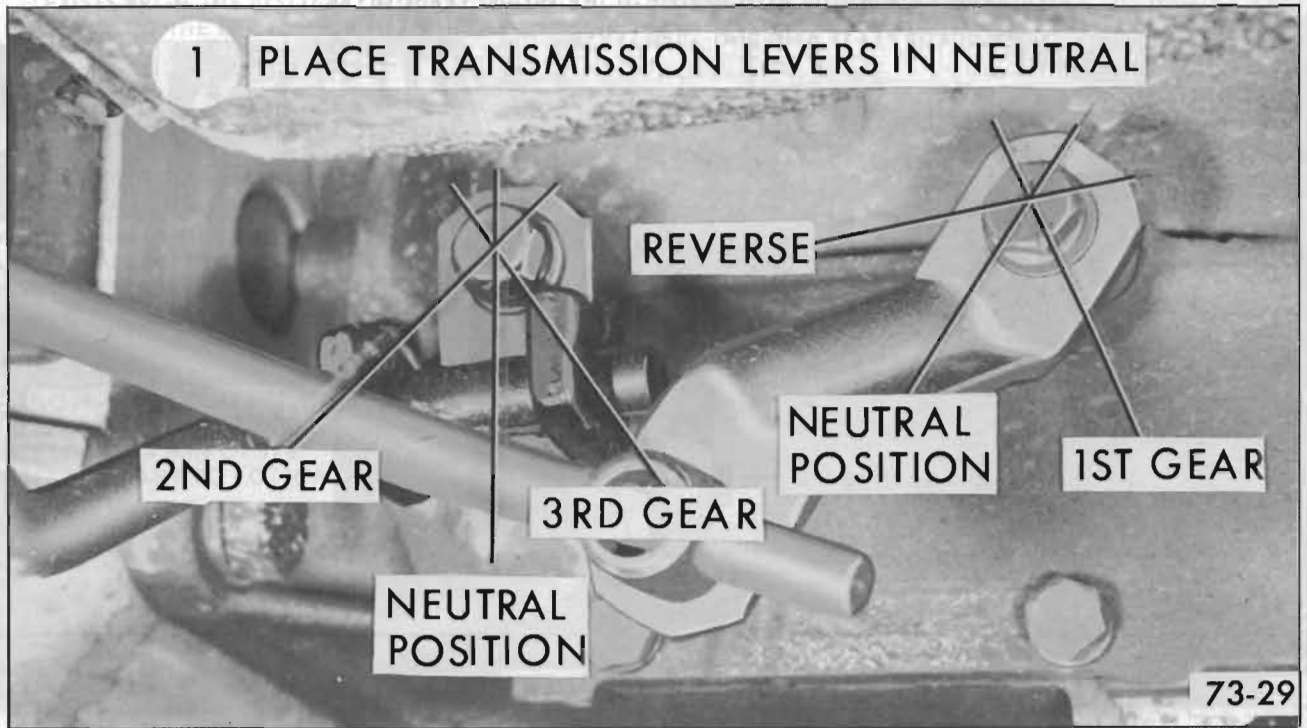 1 PLACE TRANSMISSION LEVERS IN NEUTRAL
REVERSE
2ND GEAR
3RD GEAR
NEUTRAL
POSITION
1ST GEAR
NEUTRAL
POSITION
73-29